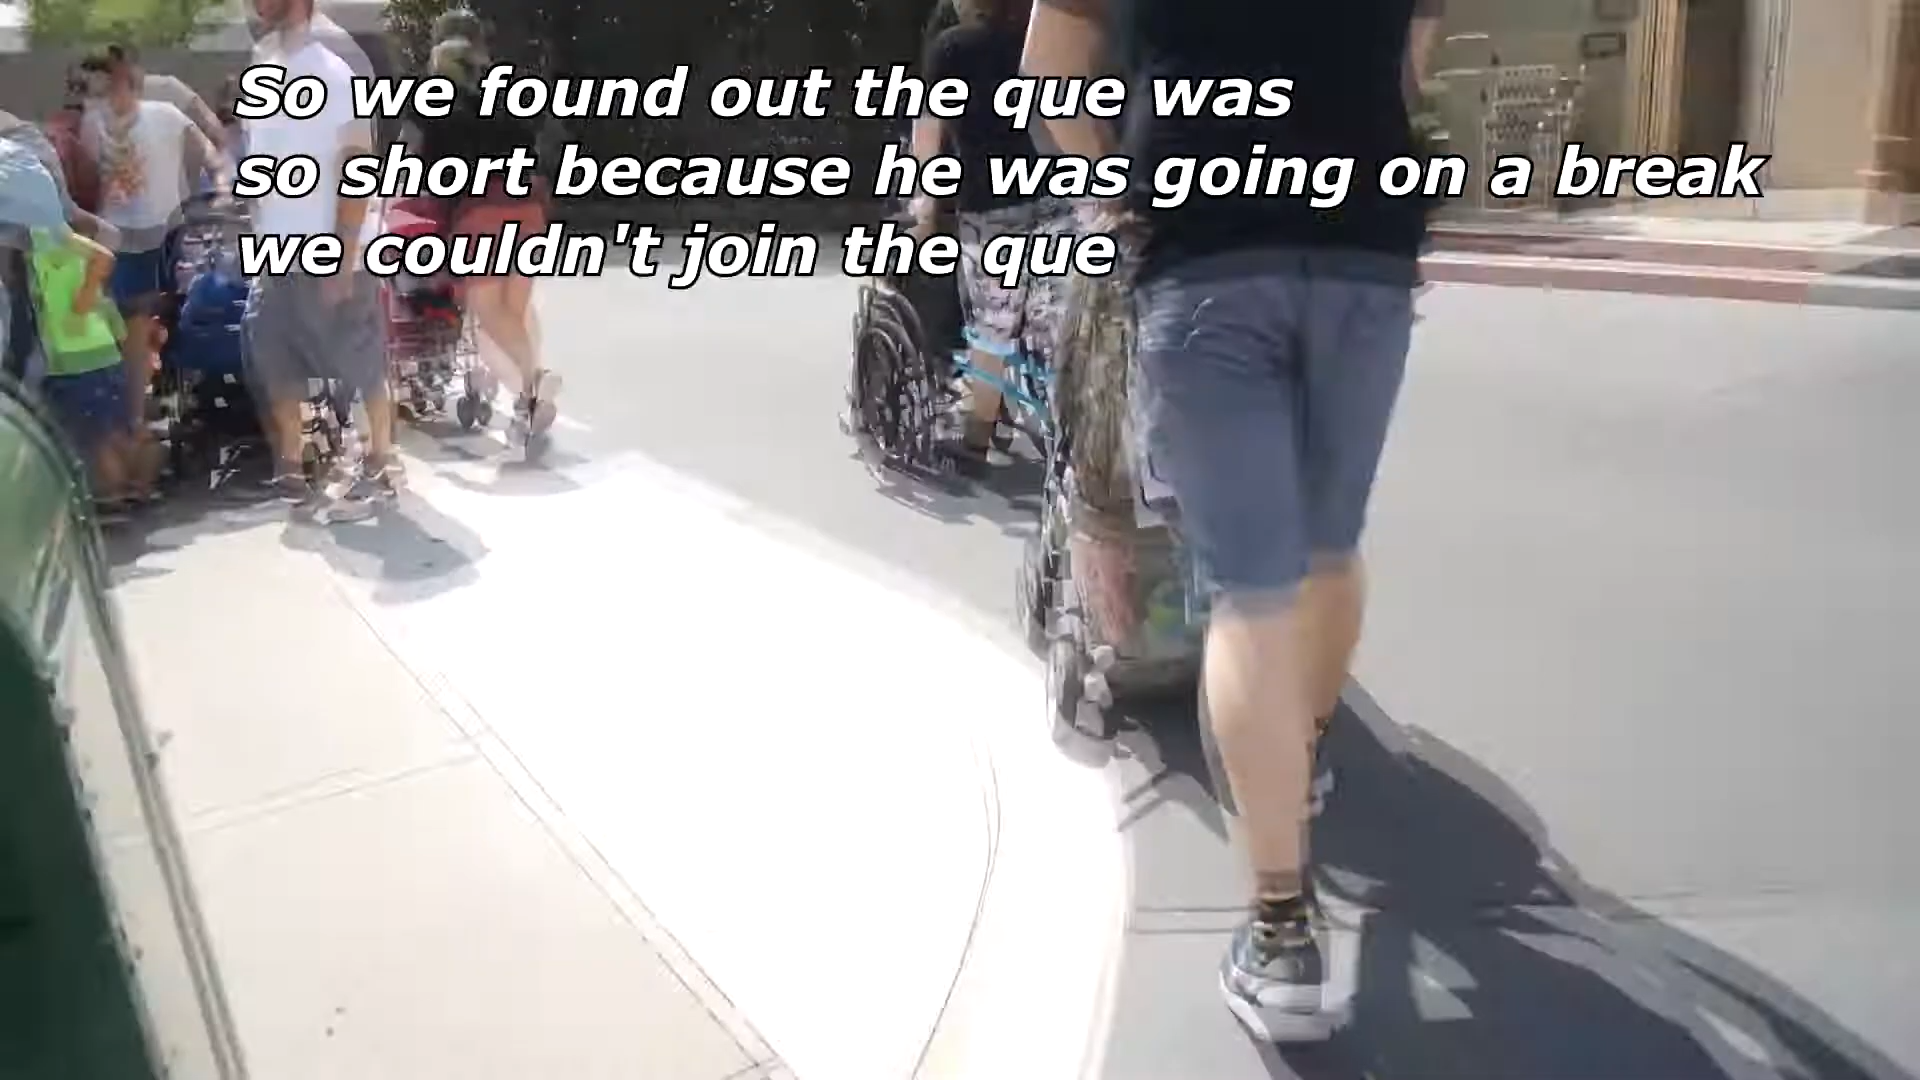 So we found out the que was
so short because he was going on a break
we couldn't join the que